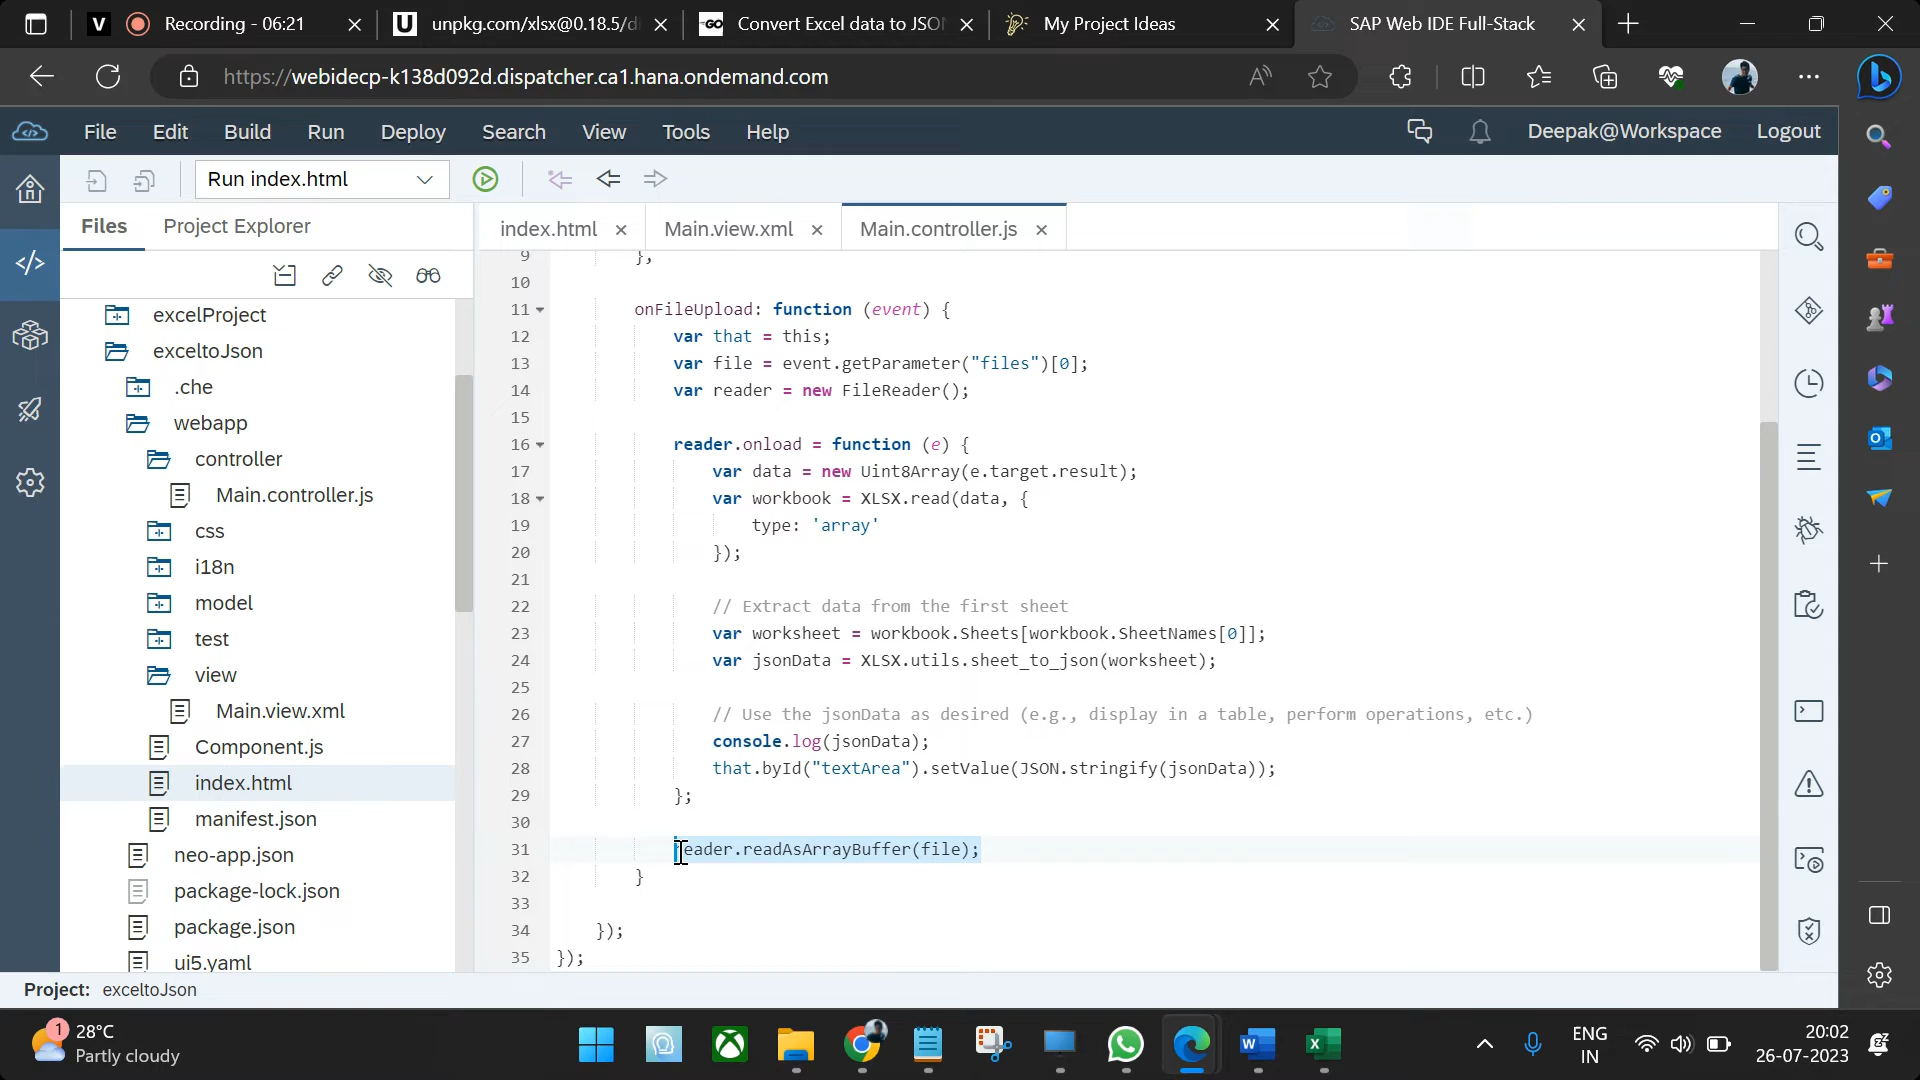 V Recording - 06:21
U unpkg.com/xlsx@0.18.5/di
GO Convert Excel data to JSON
My Project Ideas
SAP Web IDE Full-Stack
https://webidecp-k138d092d.dispatcher.ca1.hana.ondemand.com
File Edit Build Run Deploy Search View Tools Help
Deepak@Workspace Logout
Run index.html
Files Project Explorer
index.html Main.view.xml Main.controller.js
excelProject
exceltoJson
.che
webapp
controller
Main.controller.js
css
i18n
model
test
view
Main.view.xml
Component.js
index.html
manifest.json
neo-app.json
package-lock.json
package.json
ui5.yaml
9 },
10
11 onFileUpload: function (event) {
12 var that = this;
13 var file = event.getParameter("files")[0];
14 var reader = new FileReader();
15
16 reader.onload = function (e) {
17 var data = new Uint8Array(e.target.result);
18 var workbook = XLSX.read(data, {
19 type: 'array'
20 });
21
22 // Extract data from the first sheet
23 var worksheet = workbook.Sheets[workbook.SheetNames[0]];
24 var jsonData = XLSX.utils.sheet_to_json(worksheet);
25
26 // Use the jsonData as desired (e.g., display in a table, perform operations, etc.)
27 console.log(jsonData);
28 that.byId("textArea").setValue(JSON.stringify(jsonData));
29 };
30
31 reader.readAsArrayBuffer(file);
32 }
33
34 });
35 });
Project: exceltoJson
1 28°C
Partly cloudy
ENG
IN
20:02
26-07-2023